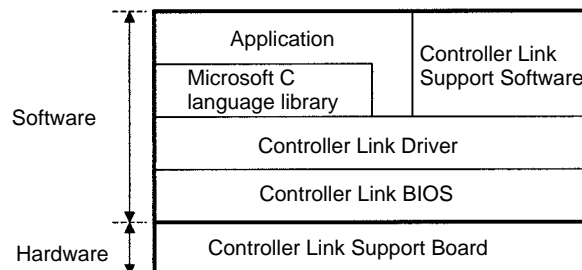 Application
Controller Link
Support Software
Microsoft C
language library
Software
Controller Link Driver
Controller Link BIOS
Hardware
Controller Link Support Board